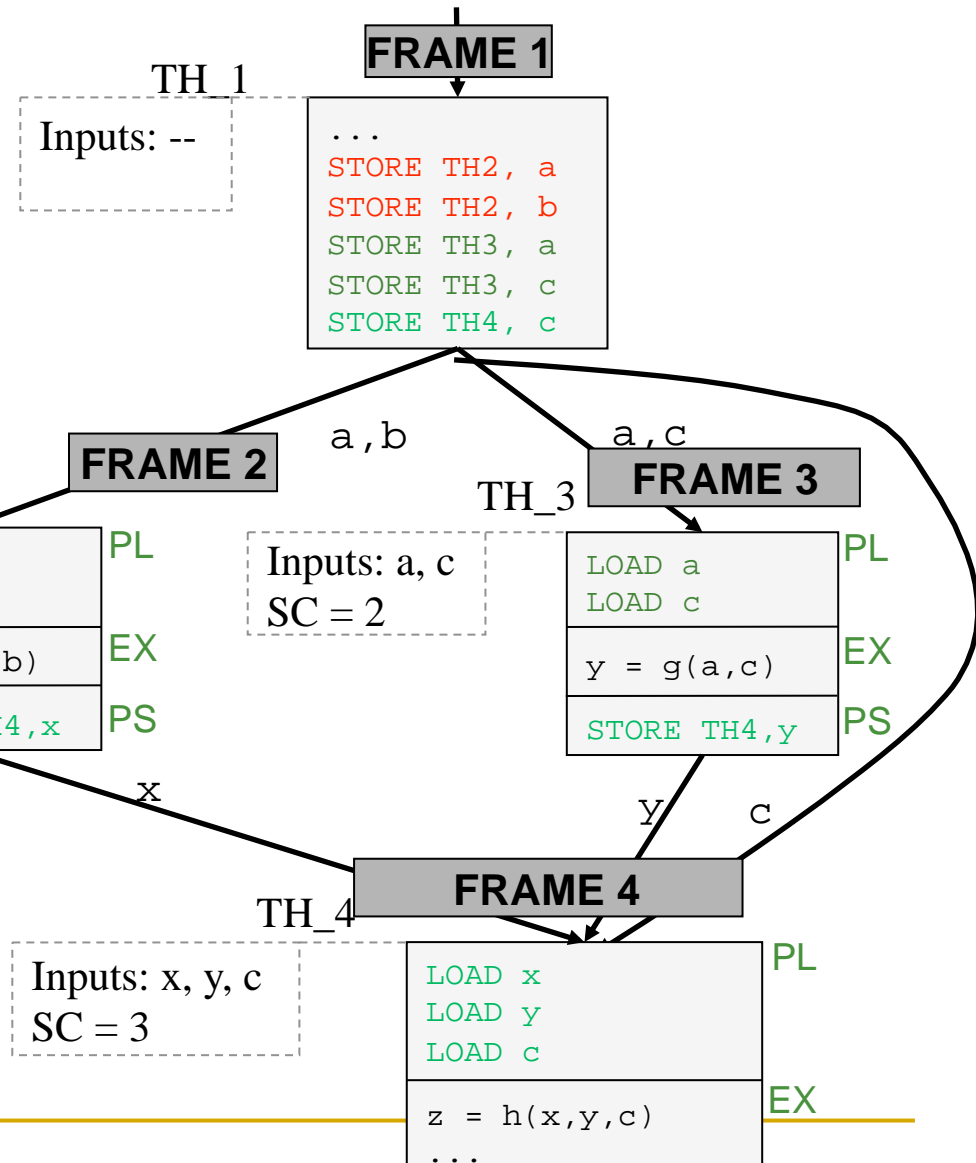 FRAME 1
TH_1
Inputs: --
...
STORE TH2, a
STORE TH2, b
STORE TH3, a
STORE TH3, c
STORE TH4, c
a,b
a,c
FRAME 2
FRAME 3
TH_3
PL
Inputs: a, c
SC = 2
LOAD a
LOAD c
PL
b)
EX
y = g(a,c)
EX
4,x
PS
STORE TH4,y
PS
x
y
c
FRAME 4
TH_4
Inputs: x, y, c
SC = 3
LOAD x
LOAD y
LOAD c
PL
z = h(x,y,c)
...
EX